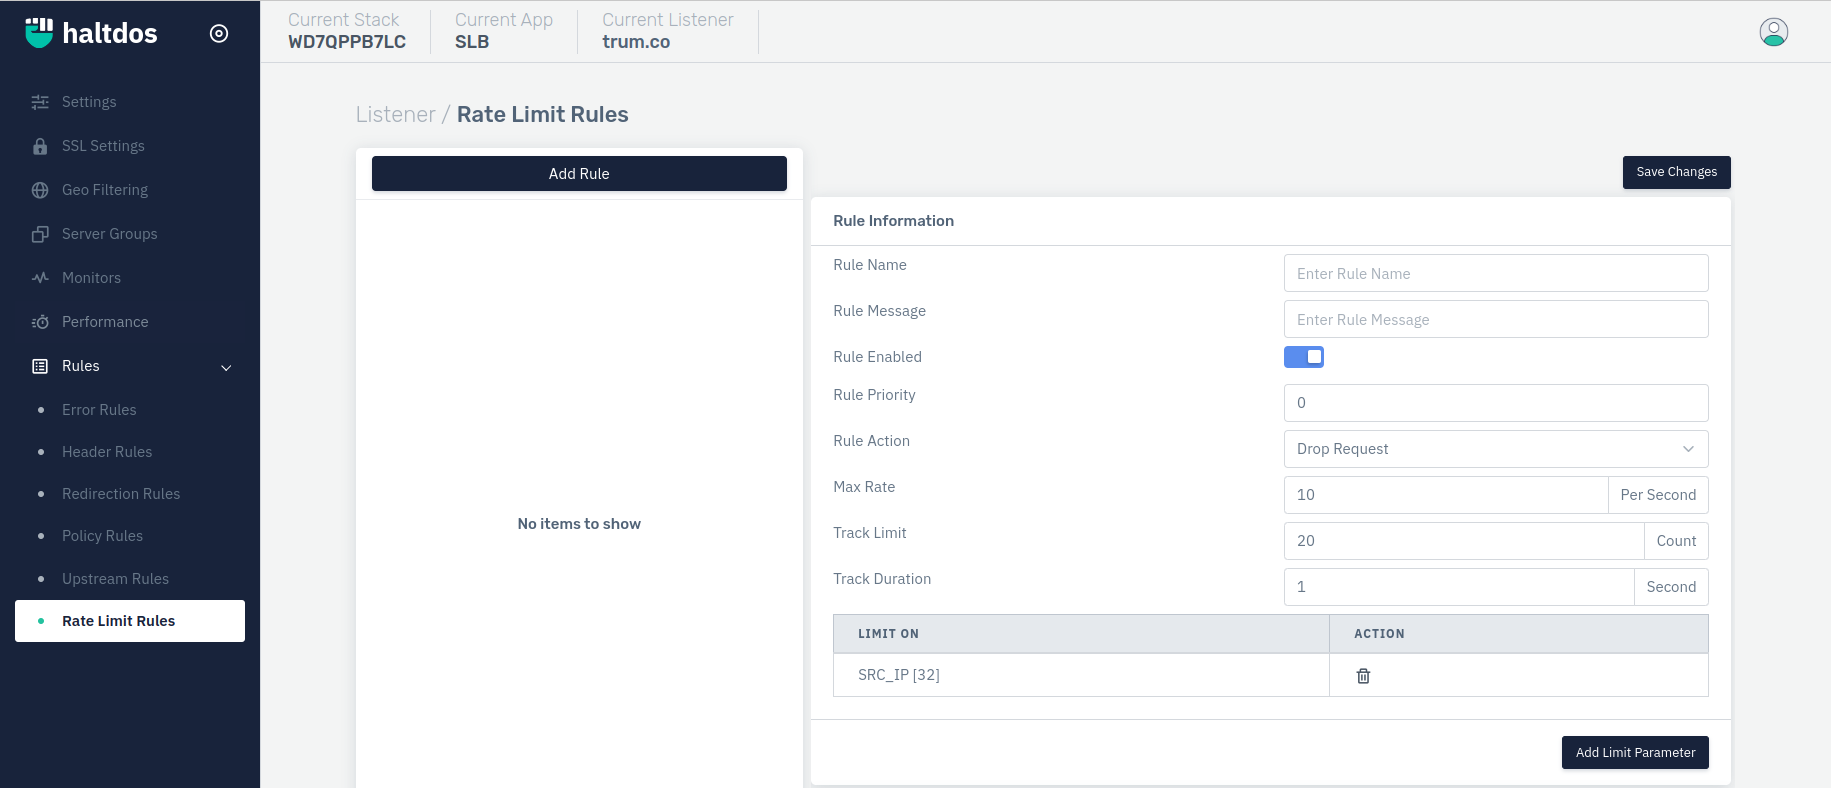 haltdos
Current Stack
WD7QPPB7LC
Current App
SLB
Current Listener
trum.co
Settings
SSL Settings
Geo Filtering
Server Groups
Monitors
Performance
Rules
Error Rules
Header Rules
Redirection Rules
Policy Rules
Upstream Rules
Rate Limit Rules
Listener / Rate Limit Rules
Add Rule
No items to show
Save Changes
Rule Information
Rule Name
Enter Rule Name
Rule Message
Enter Rule Message
Rule Enabled
Rule Priority
0
Rule Action
Drop Request
Max Rate
10 Per Second
Track Limit
20 Count
Track Duration
1 Second
LIMIT ON ACTION
SRC_IP [32]
Add Limit Parameter